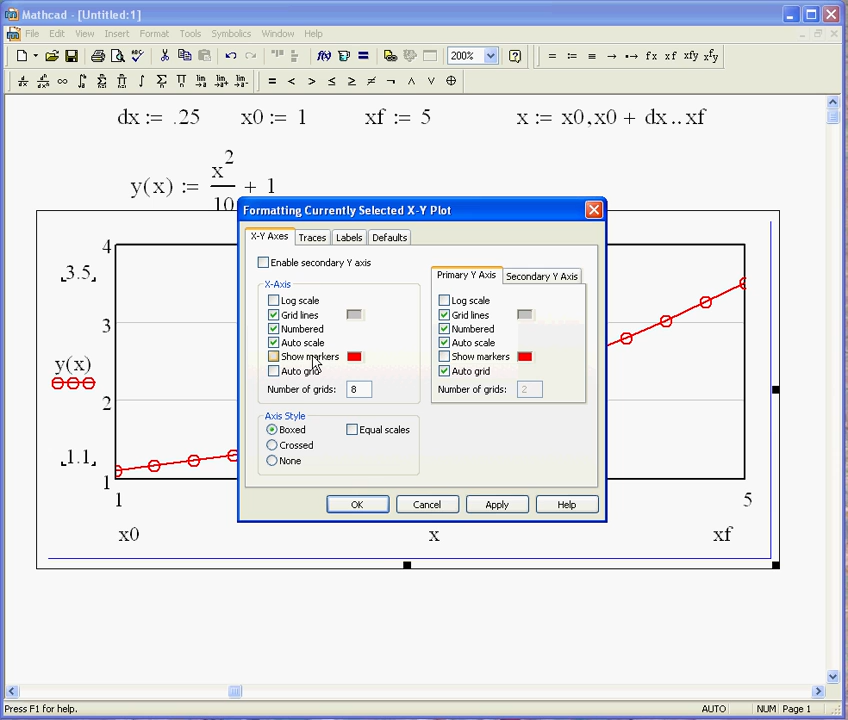 Mathcad - [Untitled:1]
File Edit View Insert Format Tools Symbolics Window Help
200%
dx := .25 x0 := 1 xf := 5 x := x0,x0 + dx..xf
y(x) := x^2/10 + 1
Formatting Currently Selected X-Y Plot
X-Y Axes Traces Labels Defaults
Enable secondary Y axis
X-Axis
Log scale
Grid lines
Numbered
Auto scale
Show markers
Auto grid
Number of grids: 8
Primary Y Axis Secondary Y Axis
Log scale
Grid lines
Numbered
Auto scale
Show markers
Auto grid
Number of grids: 2
Axis Style
Boxed
Crossed
None
Equal scales
OK Cancel Apply Help
4
3.5
3
y(x)
2
1.1
1
1 5
x0 x xf
Press F1 for help. AUTO NUM Page 1